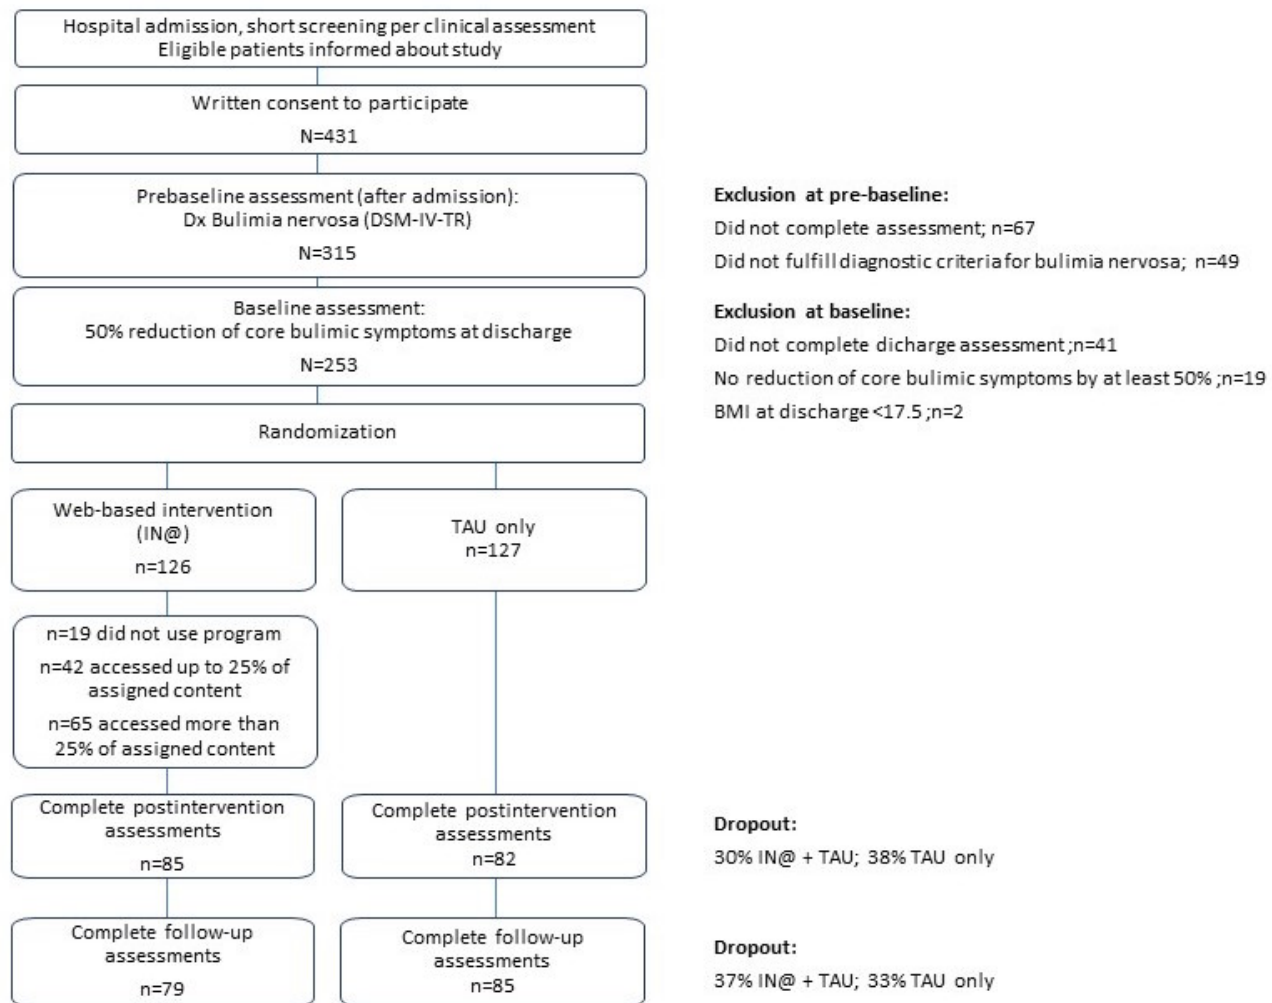 Hospital admission, short screening per clinical assessment
Eligible patients informed about study
Written consent to participate
N=431
Prebaseline assessment (after admission):
Dx Bulimia nervosa (DSM-IV-TR)
N=315
Exclusion at pre-baseline:
Did not complete assessment; n=67
Did not fulfill diagnostic criteria for bulimia nervosa; n=49
Baseline assessment:
50% reduction of core bulimic symptoms at discharge
N=253
Exclusion at baseline:
Did not complete dicharge assessment ;n=41
No reduction of core bulimic symptoms by at least 50% ;n=19
BMI at discharge <17.5 ;n=2
Randomization
Web-based intervention
(IN@)
n=126
TAU only
n=127
n=19 did not use program
n=42 accessed up to 25% of
assigned content
n=65 accessed more than
25% of assigned content
Complete postintervention
assessments
n=85
Complete postintervention
assessments
n=82
Dropout:
30% IN@ + TAU; 38% TAU only
Complete follow-up
assessments
n=79
Complete follow-up
assessments
n=85
Dropout:
37% IN@ + TAU; 33% TAU only